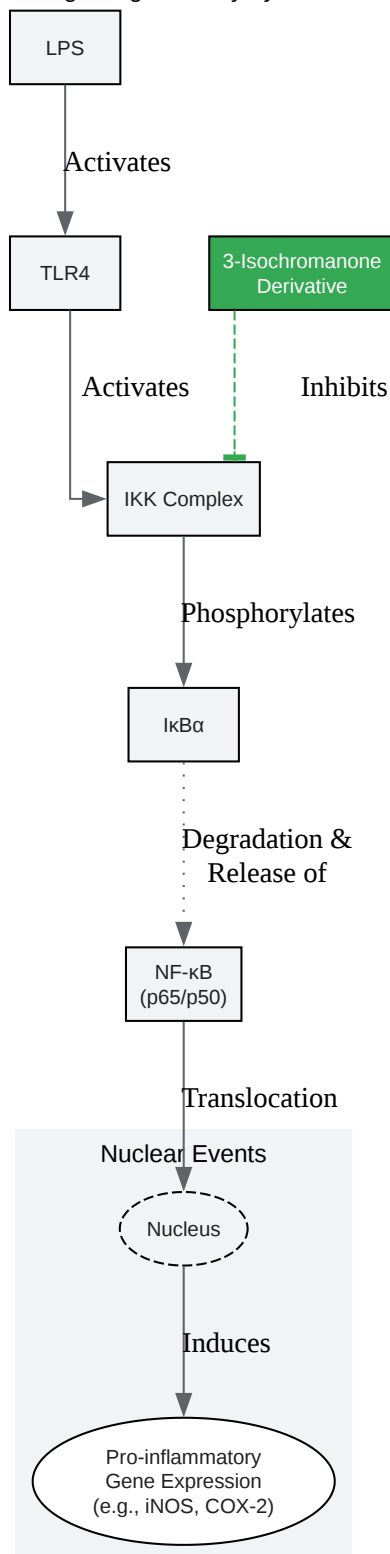 LPS
Activates
TLR4
3-Isochromanone
Derivative
Activates
Inhibits
IKK Complex
Phosphorylates
IκBα
Degradation &
Release of
NF-κB
(p65/p50)
Translocation
Nuclear Events
Nucleus
Induces
Pro-inflammatory
Gene Expression
(e.g., iNOS, COX-2)